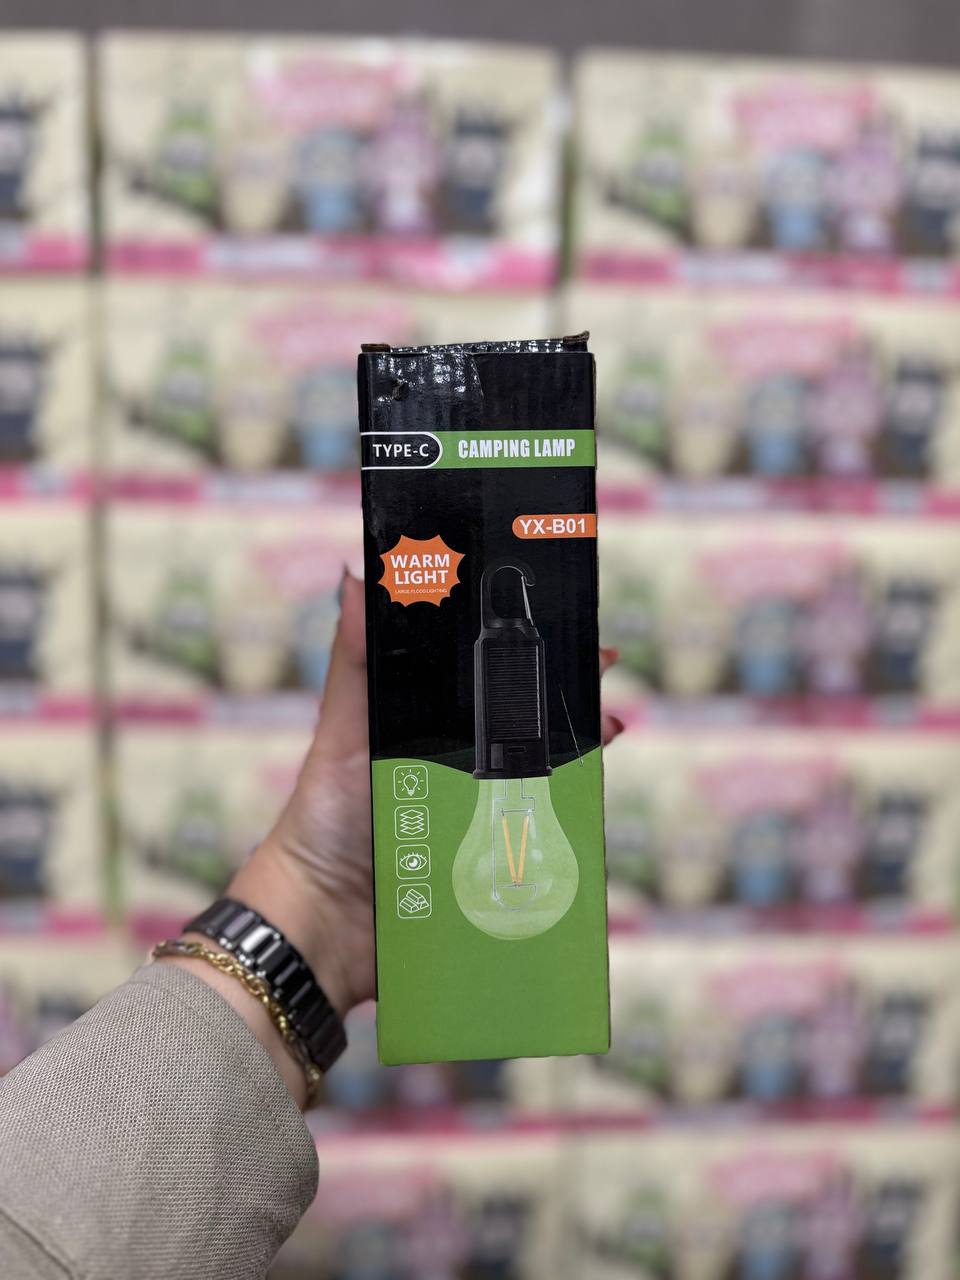 TYPE-C CAMPING LAMP
YX-B01
WARM
LIGHT
LARGE FLOOD LIGHTING